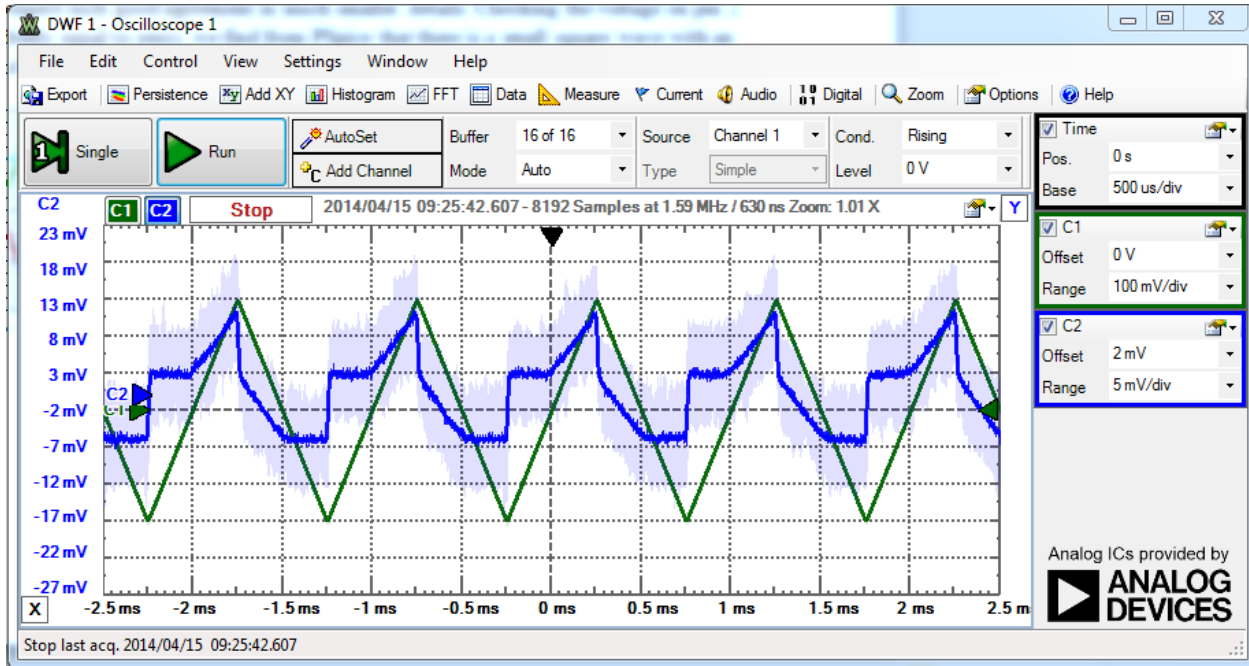 DWF 1 - Oscilloscope 1
File Edit Control View Settings Window Help
Export Persistence Add XY Histogram FFT Data Measure Current Audio Digital Zoom Options Help
1 Single Run AutoSet Buffer 16 of 16 Source Channel 1 Cond. Rising
Add Channel Mode Auto Type Simple Level 0 V
Time
Pos. 0 s
Base 500 us/div
C2 C1 C2 Stop 2014/04/15 09:25:42.607 - 8192 Samples at 1.59 MHz / 630 ns Zoom: 1.01 X Y
C1
Offset 0 V
Range 100 mV/div
C2
Offset 2 mV
Range 5 mV/div
23 mV
18 mV
13 mV
8 mV
3 mV
C2
C1
-2 mV
-7 mV
-12 mV
-17 mV
-22 mV
-27 mV
X -2.5 ms -2 ms -1.5 ms -1 ms -0.5 ms 0 ms 0.5 ms 1 ms 1.5 ms 2 ms 2.5 m
Analog ICs provided by
ANALOG
DEVICES
Stop last acq. 2014/04/15 09:25:42.607